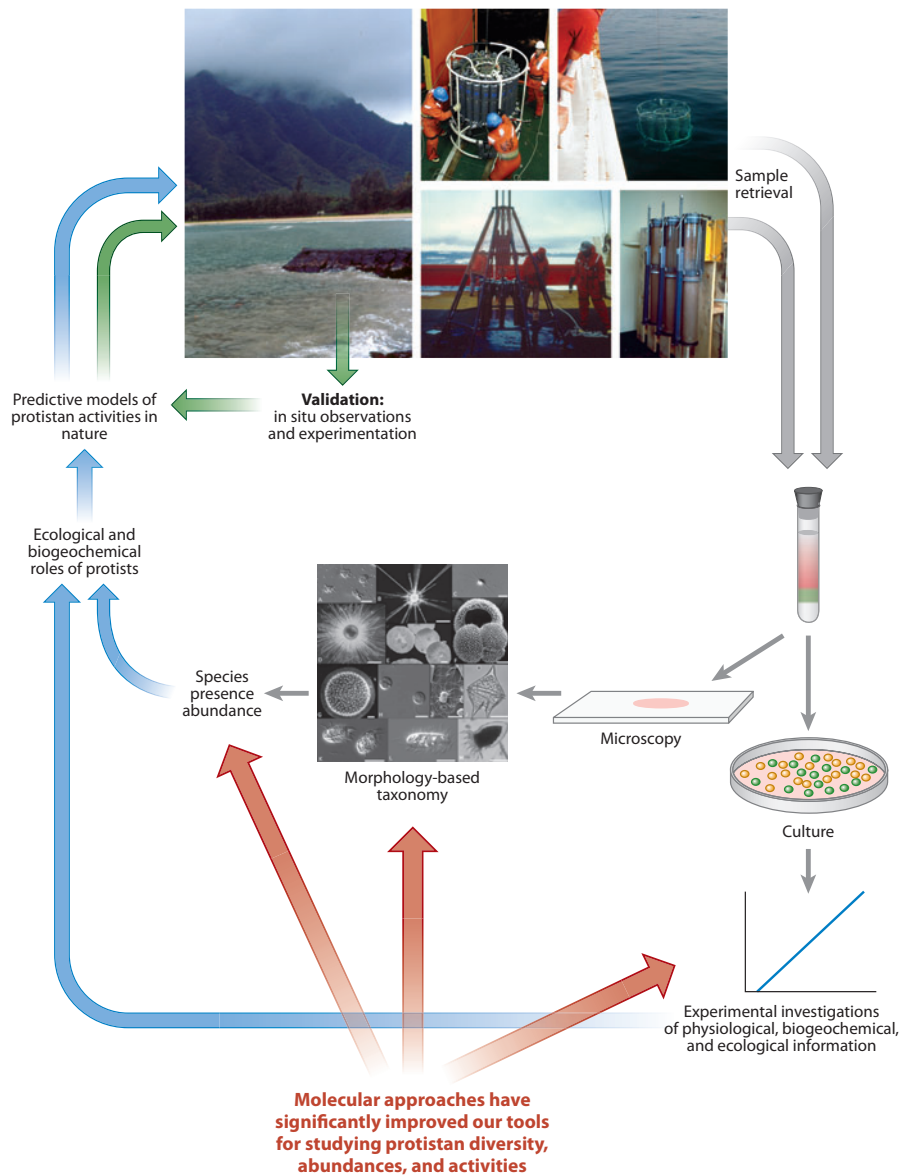 Sample
retrieval
Predictive models of
protistan activities in
nature
Validation:
in situ observations
and experimentation
Ecological and
biogeochemical
roles of protists
Species
presence
abundance
Morphology-based
taxonomy
Microscopy
Culture
Experimental investigations
of physiological, biogeochemical,
and ecological information
Molecular approaches have
significantly improved our tools
for studying protistan diversity,
abundances, and activities